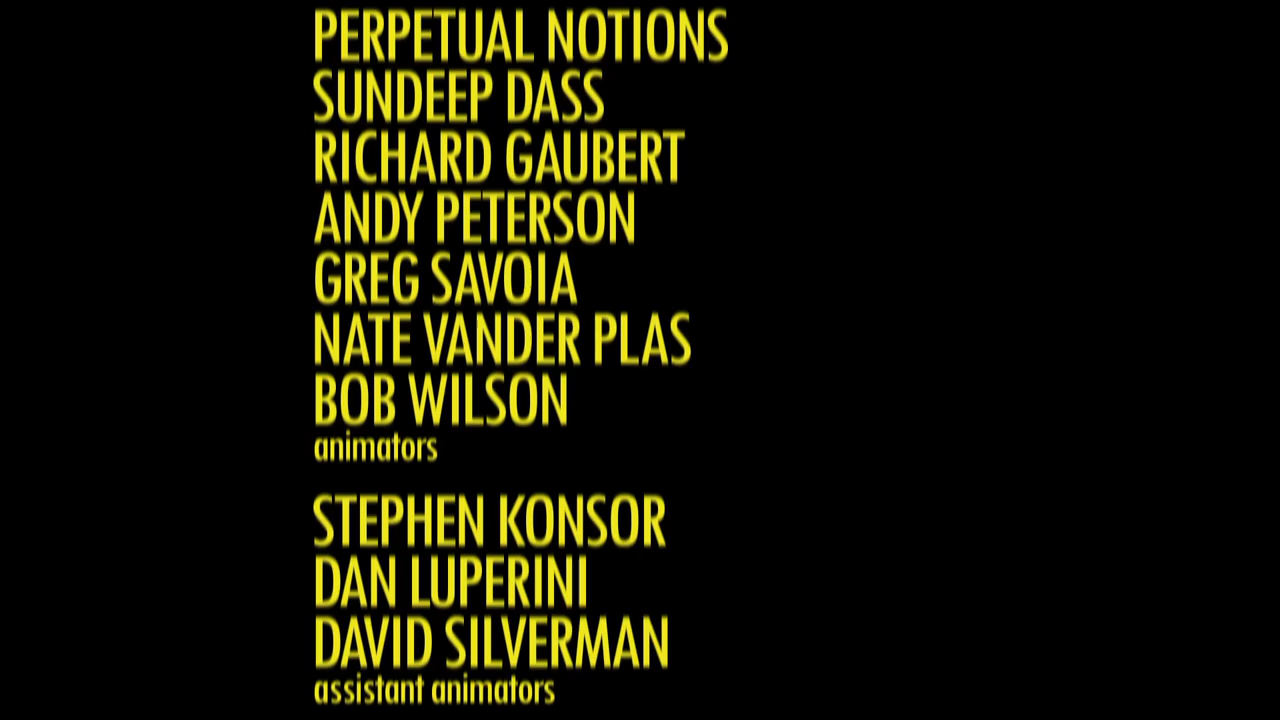 PERPETUAL NOTIONS
SUNDEEP DASS
RICHARD GAUBERT
ANDY PETERSON
GREG SAVOIA
NATE VANDER PLAS
BOB WILSON
animators
STEPHEN KONSOR
DAN LUPERINI
DAVID SILVERMAN
assistant animators